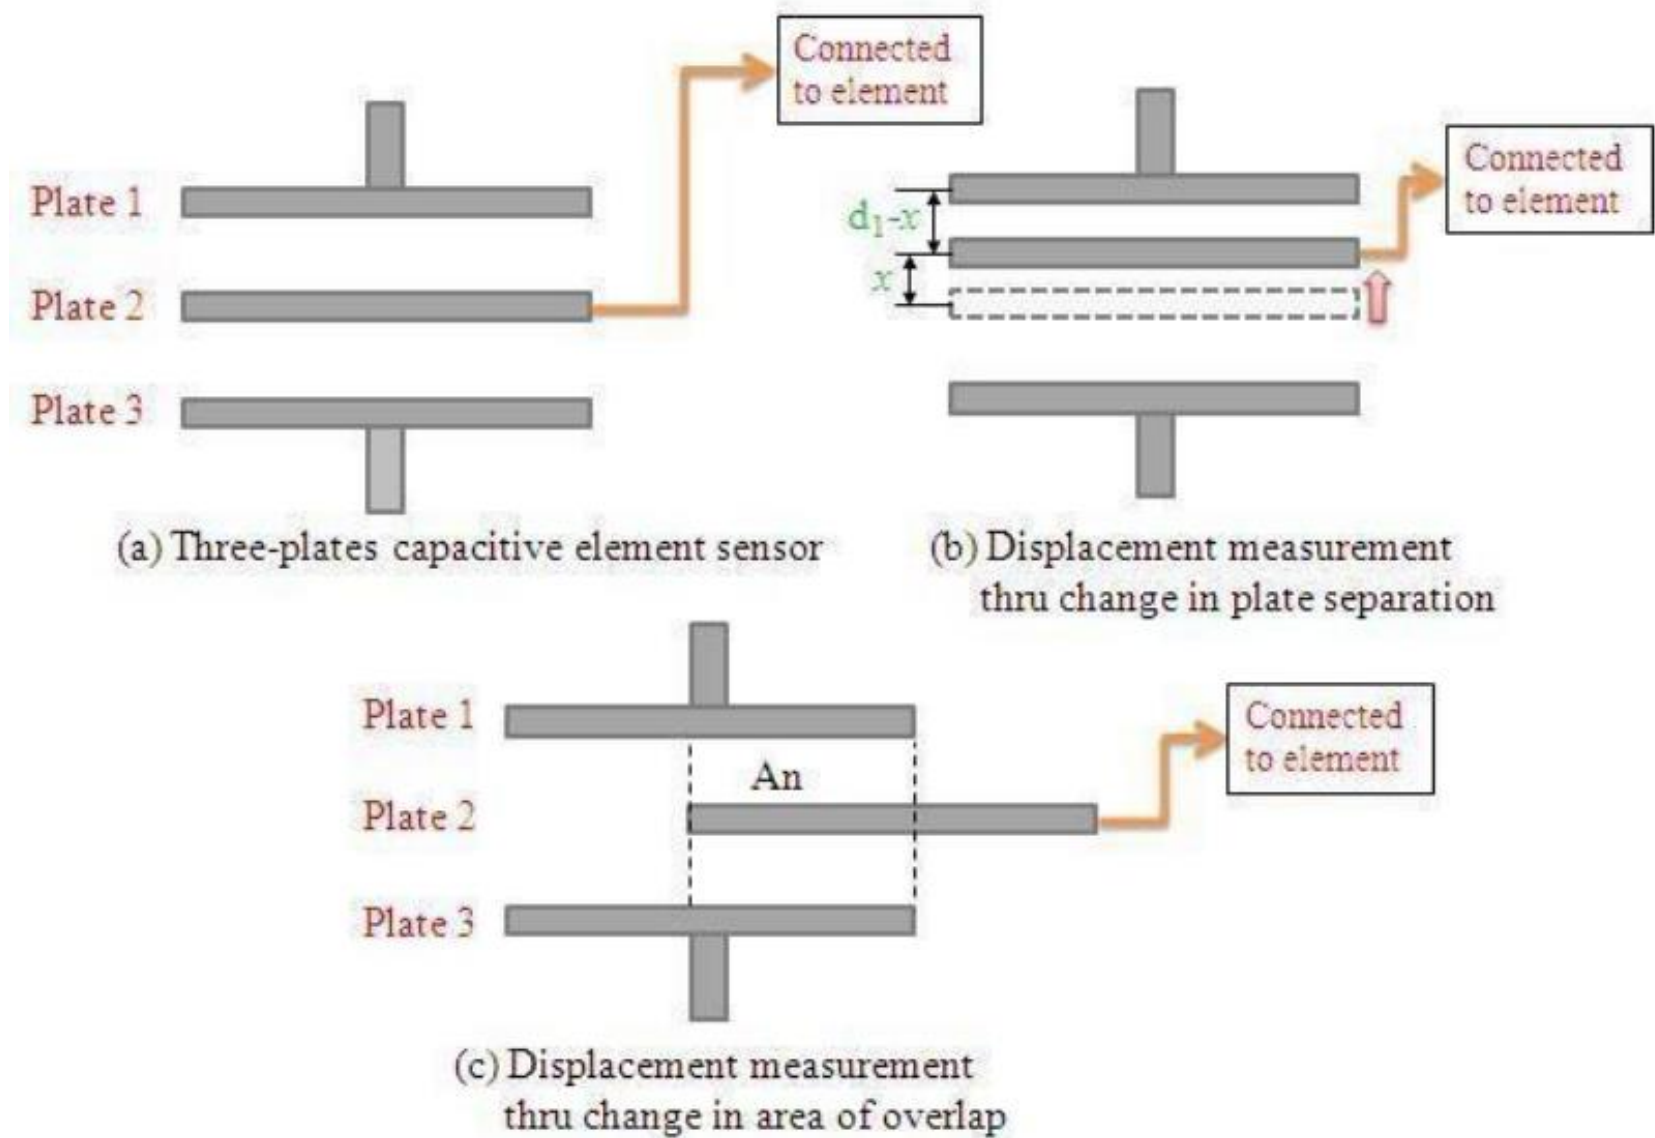 Connected
to element
Plate 1
Plate 2
Plate 3
(a) Three-plates capacitive element sensor
Connected
to element
d₁-x
x
(b) Displacement measurement
thru change in plate separation
Plate 1
An
Plate 2
Plate 3
Connected
to element
(c) Displacement measurement
thru change in area of overlap